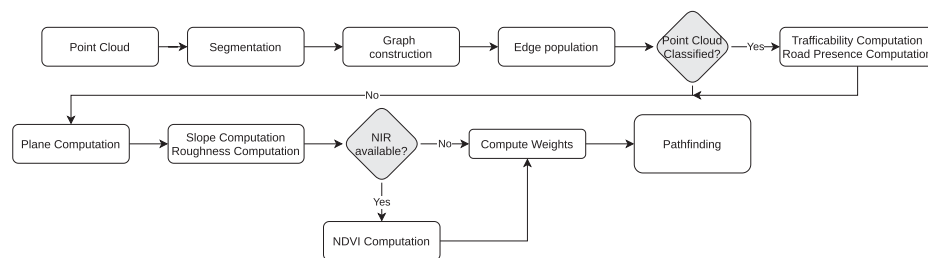 Point Cloud
Segmentation
Graph
construction
Edge population
Point Cloud
Classified?
Yes
Trafficability Computation
Road Presence Computation
No
Plane Computation
Slope Computation
Roughness Computation
NIR
available?
No
Compute Weights
Pathfinding
Yes
NDVI Computation